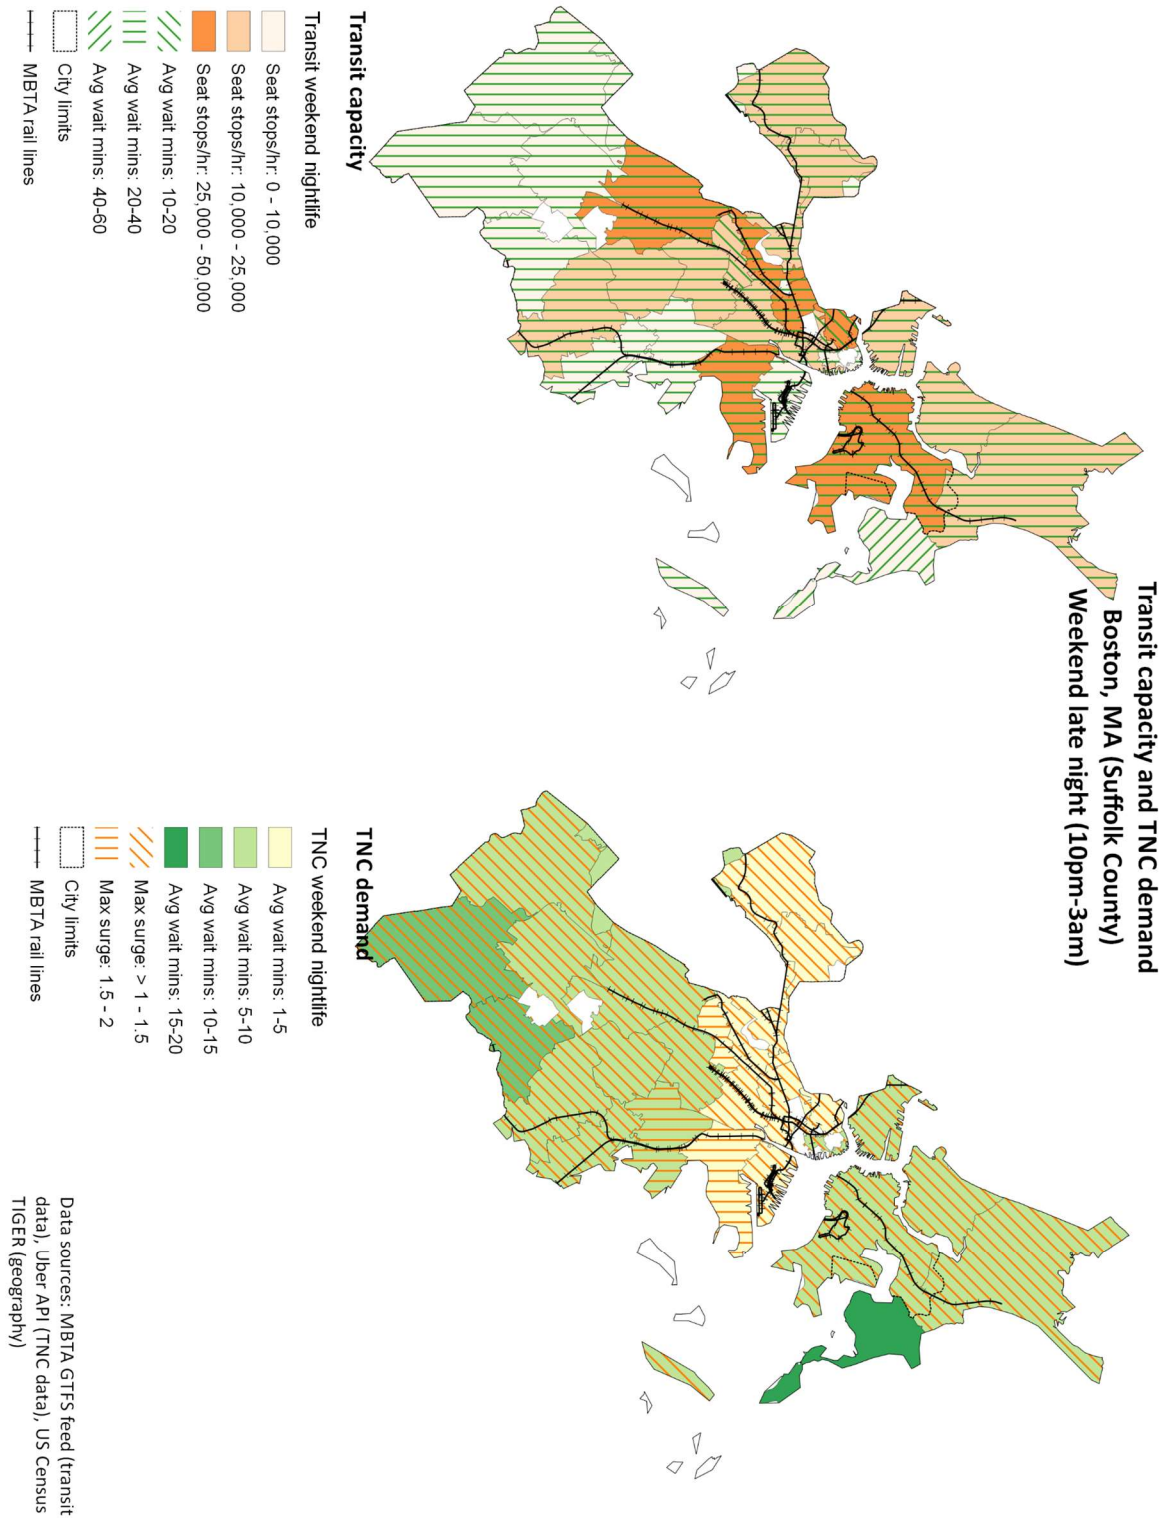 Transit capacity and TNC demand
Boston, MA (Suffolk County)
Weekend late night (10pm-3am)
Transit capacity
Transit weekend nightlife
Seat stops/hr: 0 - 10,000
Seat stops/hr: 10,000 - 25,000
Seat stops/hr: 25,000 - 50,000
Avg wait mins: 10-20
Avg wait mins: 20-40
Avg wait mins: 40-60
City limits
MBTA rail lines
TNC demand
TNC weekend nightlife
Avg wait mins: 1-5
Avg wait mins: 5-10
Avg wait mins: 10-15
Avg wait mins: 15-20
Max surge: > 1 - 1.5
Max surge: 1.5 - 2
City limits
MBTA rail lines
Data sources: MBTA GTFS feed (transit
data), Uber API (TNC data), US Census
TIGER (geography)